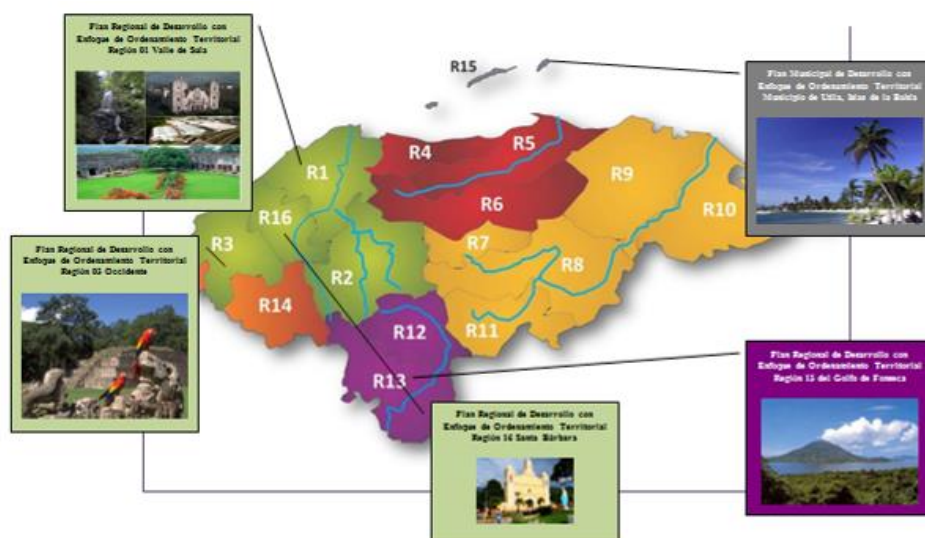 Plan Regional de Desarrollo con
Enfoque de Ordenamiento Territorial
Región 01 Valle de Sula
Plan Municipal de Desarrollo con
Enfoque de Ordenamiento Territorial
Municipio de Utila, Islas de la Bahía
Plan Regional de Desarrollo con
Enfoque de Ordenamiento Territorial
Región 03 Occidente
R15
R4
R5
R1
R9
R6
R10
R16
R3
R7
R2
R8
R14
R12
R11
R13
Plan Regional de Desarrollo con
Enfoque de Ordenamiento Territorial
Región 13 del Golfo de Fonseca
Plan Regional de Desarrollo con
Enfoque de Ordenamiento Territorial
Región 16 Santa Bárbara